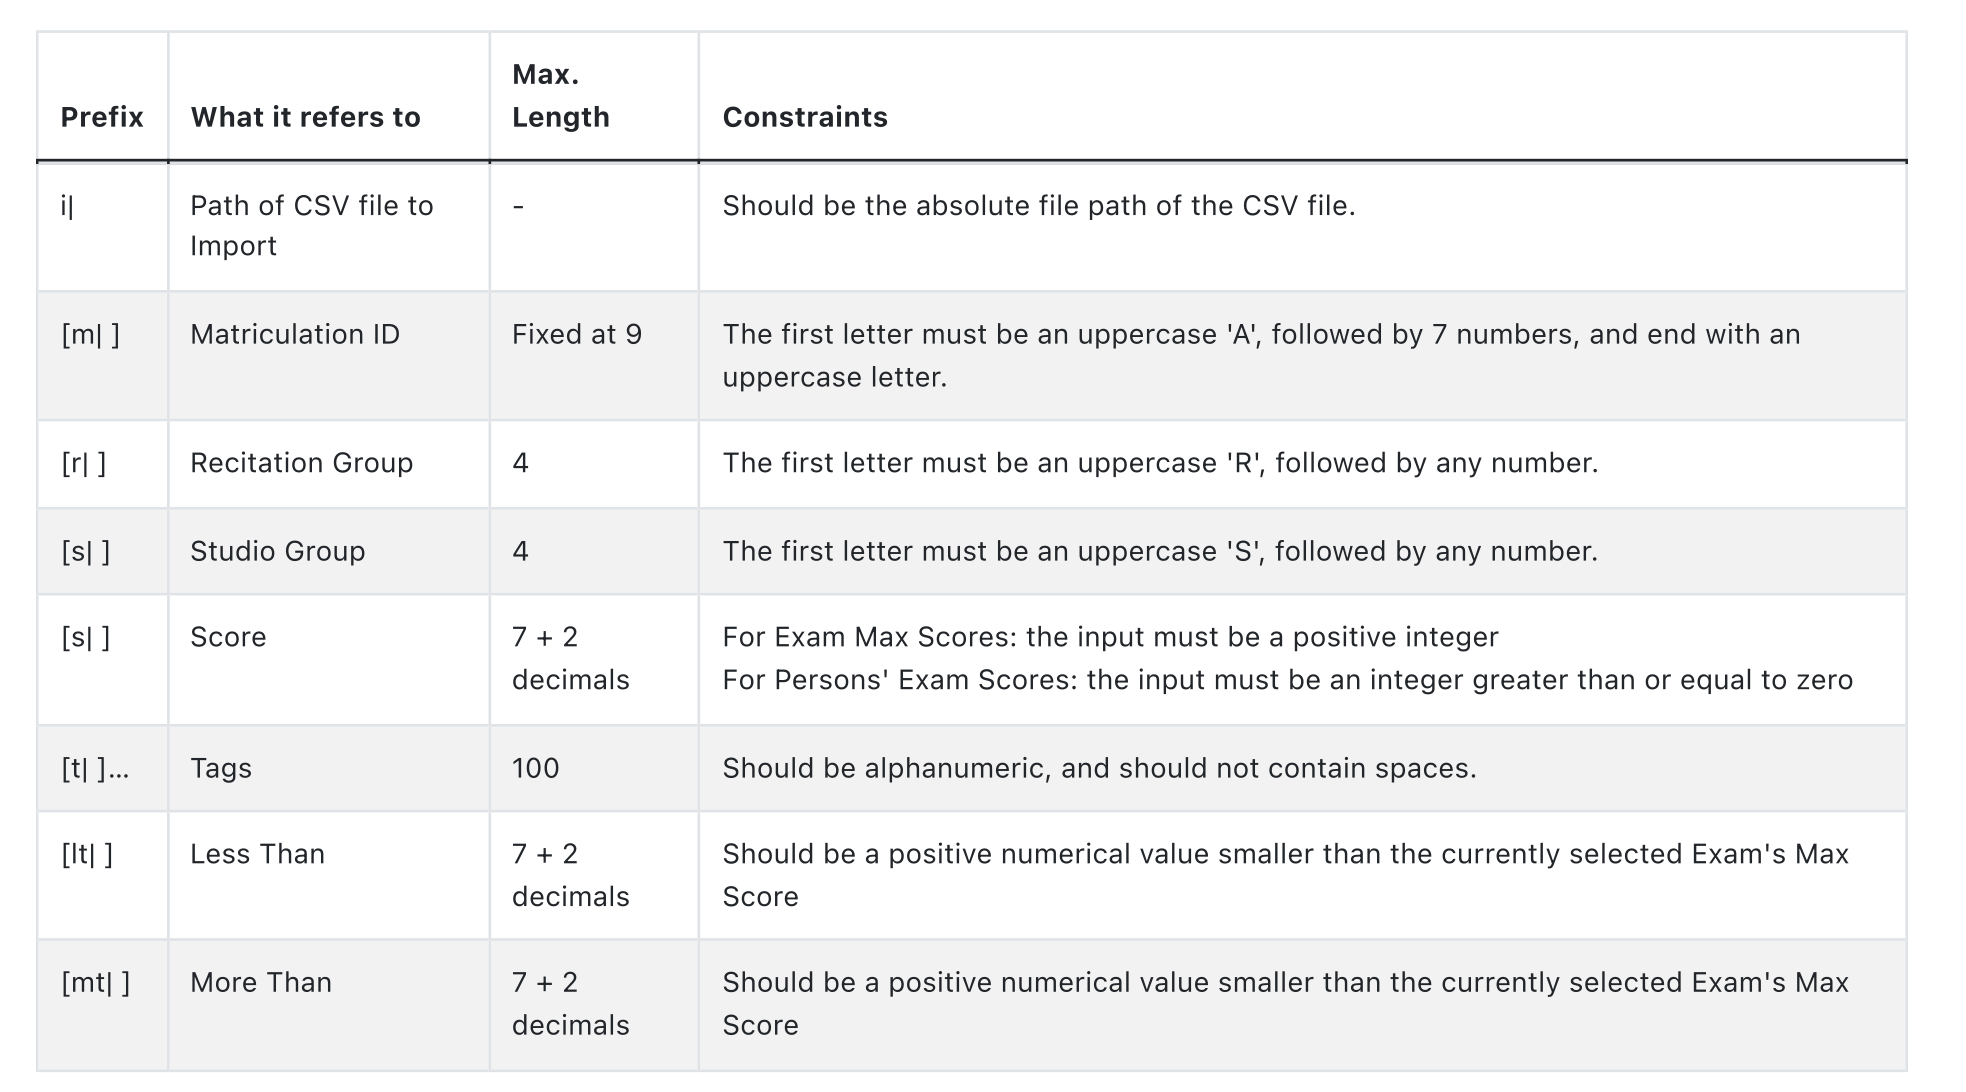 Prefix
What it refers to
Max.
Length
Constraints
i|
Path of CSV file to
Import
-
Should be the absolute file path of the CSV file.
[m| ]
Matriculation ID
Fixed at 9
The first letter must be an uppercase 'A', followed by 7 numbers, and end with an
uppercase letter.
[r| ]
Recitation Group
4
The first letter must be an uppercase 'R', followed by any number.
[s| ]
Studio Group
4
The first letter must be an uppercase 'S', followed by any number.
[s| ]
Score
7 + 2
decimals
For Exam Max Scores: the input must be a positive integer
For Persons' Exam Scores: the input must be an integer greater than or equal to zero
[t| ]...
Tags
100
Should be alphanumeric, and should not contain spaces.
[lt| ]
Less Than
7 + 2
decimals
Should be a positive numerical value smaller than the currently selected Exam's Max
Score
[mt| ]
More Than
7 + 2
decimals
Should be a positive numerical value smaller than the currently selected Exam's Max
Score